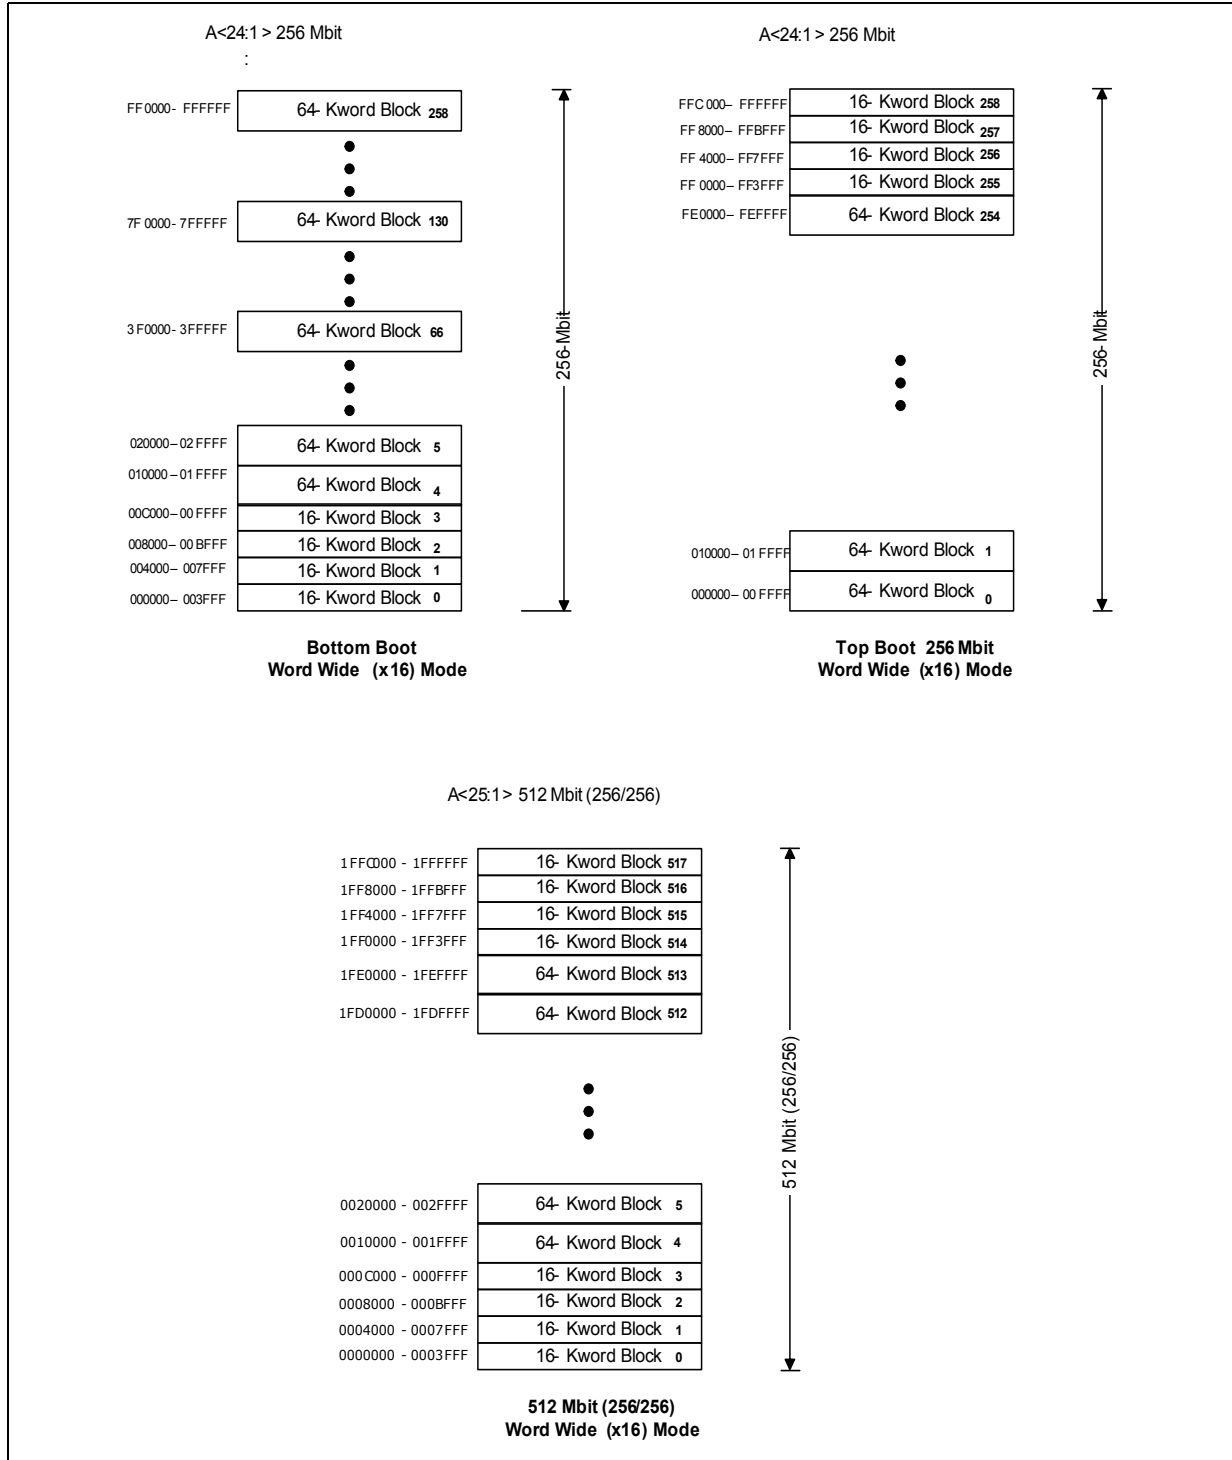 A<24:1> 256 Mbit
:
FF0000- FFFFFF 64- Kword Block 258
7F0000- 7FFFFF 64- Kword Block 130
3F0000- 3FFFFF 64- Kword Block 66
020000– 02FFFF 64- Kword Block 5
010000– 01FFFF 64- Kword Block 4
00C000– 00FFFF 16- Kword Block 3
008000– 00BFFF 16- Kword Block 2
004000– 007FFF 16- Kword Block 1
000000– 003FFF 16- Kword Block 0
256-Mbit
Bottom Boot
Word Wide (x16) Mode
A<24:1> 256 Mbit
FFC000– FFFFFF 16- Kword Block 258
FF8000– FFBFFF 16- Kword Block 257
FF4000– FF7FFF 16- Kword Block 256
FF0000– FF3FFF 16- Kword Block 255
FE0000– FEFFFF 64- Kword Block 254
010000– 01FFFF 64- Kword Block 1
000000– 00FFFF 64- Kword Block 0
256- Mbit
Top Boot 256 Mbit
Word Wide (x16) Mode
A<25:1> 512 Mbit (256/256)
1FFC000 - 1FFFFFF 16- Kword Block 517
1FF8000 - 1FFBFFF 16- Kword Block 516
1FF4000 - 1FF7FFF 16- Kword Block 515
1FF0000 - 1FF3FFF 16- Kword Block 514
1FE0000 - 1FEFFFF 64- Kword Block 513
1FD0000 - 1FDFFFF 64- Kword Block 512
0020000 - 002FFFF 64- Kword Block 5
0010000 - 001FFFF 64- Kword Block 4
000C000 - 000FFFF 16- Kword Block 3
0008000 - 000BFFF 16- Kword Block 2
0004000 - 0007FFF 16- Kword Block 1
0000000 - 0003FFF 16- Kword Block 0
512 Mbit (256/256)
512 Mbit (256/256)
Word Wide (x16) Mode